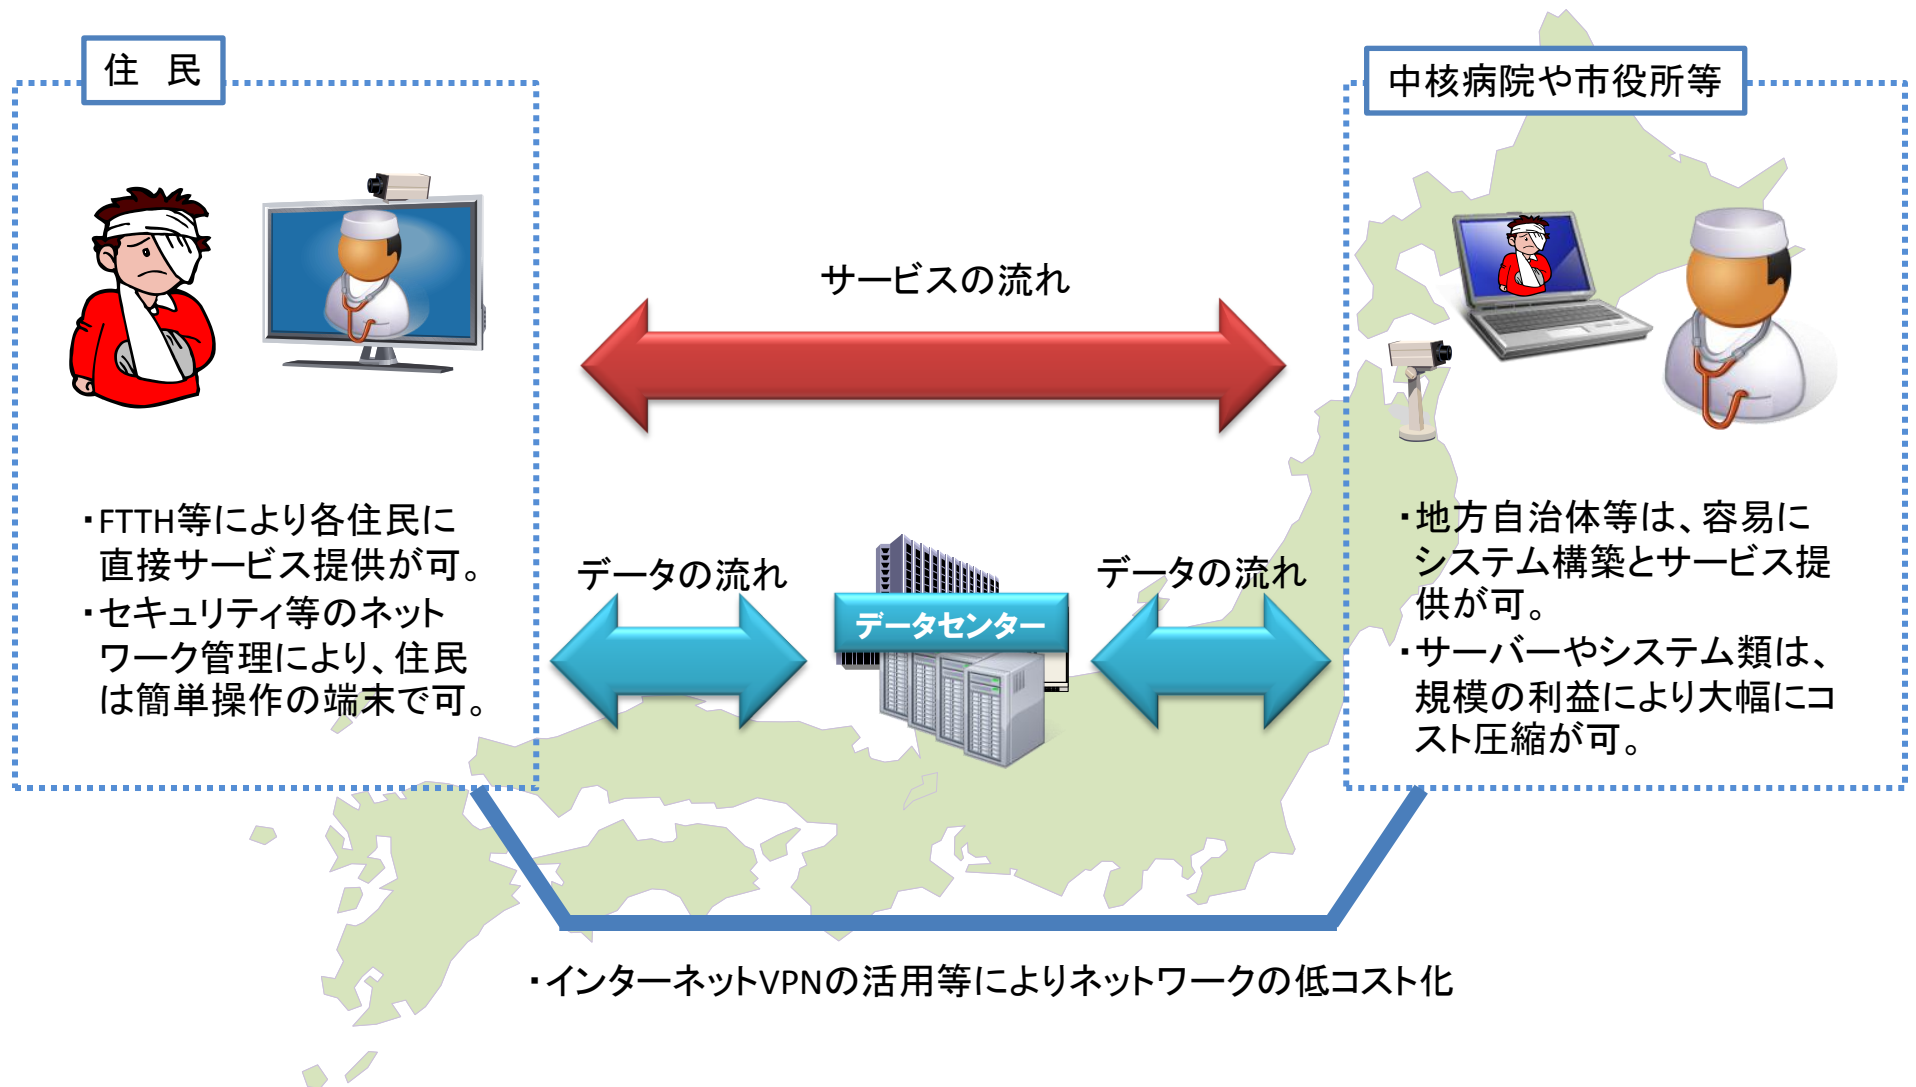 住　民
中核病院や市役所等
サービスの流れ
・FTTH等により各住民に
直接サービス提供が可。
・セキュリティ等のネット
ワーク管理により、住民
は簡単操作の端末で可。
データの流れ
データセンター
データの流れ
・地方自治体等は、容易に
システム構築とサービス提
供が可。
・サーバーやシステム類は、
規模の利益により大幅にコ
スト圧縮が可。
・インターネットVPNの活用等によりネットワークの低コスト化